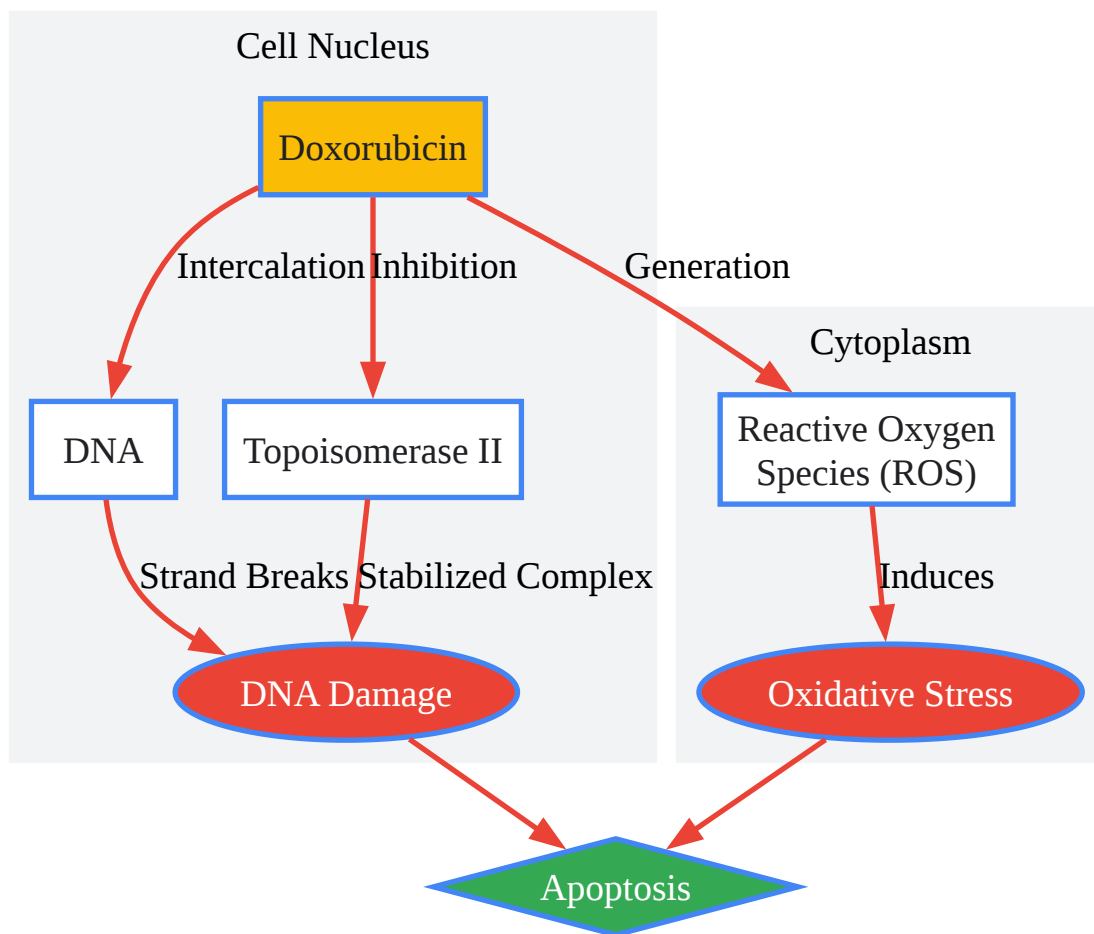 Cell Nucleus
Doxorubicin
Intercalation
Inhibition
Generation
Cytoplasm
DNA
Topoisomerase II
Reactive Oxygen
Species (ROS)
Strand Breaks
Stabilized Complex
Induces
DNA Damage
Oxidative Stress
Apoptosis